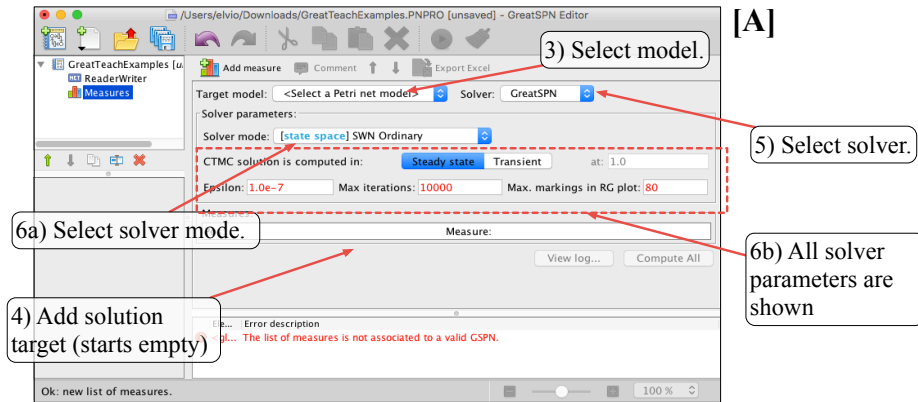 /Users/elvio/Downloads/GreatTeachExamples.PNPRO [unsaved] - GreatSPN Editor
[A]
3) Select model.
GreatTeachExamples [u
NET ReaderWriter
Measures
Add measure Comment Export Excel
Target model: <Select a Petri net model> Solver: GreatSPN
Solver parameters:
Solver mode: [state space] SWN Ordinary
5) Select solver.
CTMC solution is computed in: Steady state Transient at: 1.0
Epsilon: 1.0e-7 Max iterations: 10000 Max. markings in RG plot: 80
6a) Select solver mode.
Measures
Measure:
View log... Compute All
6b) All solver
parameters are
shown
4) Add solution
target (starts empty)
Ele... Error description
<gl... The list of measures is not associated to a valid GSPN.
Ok: new list of measures. 100 %